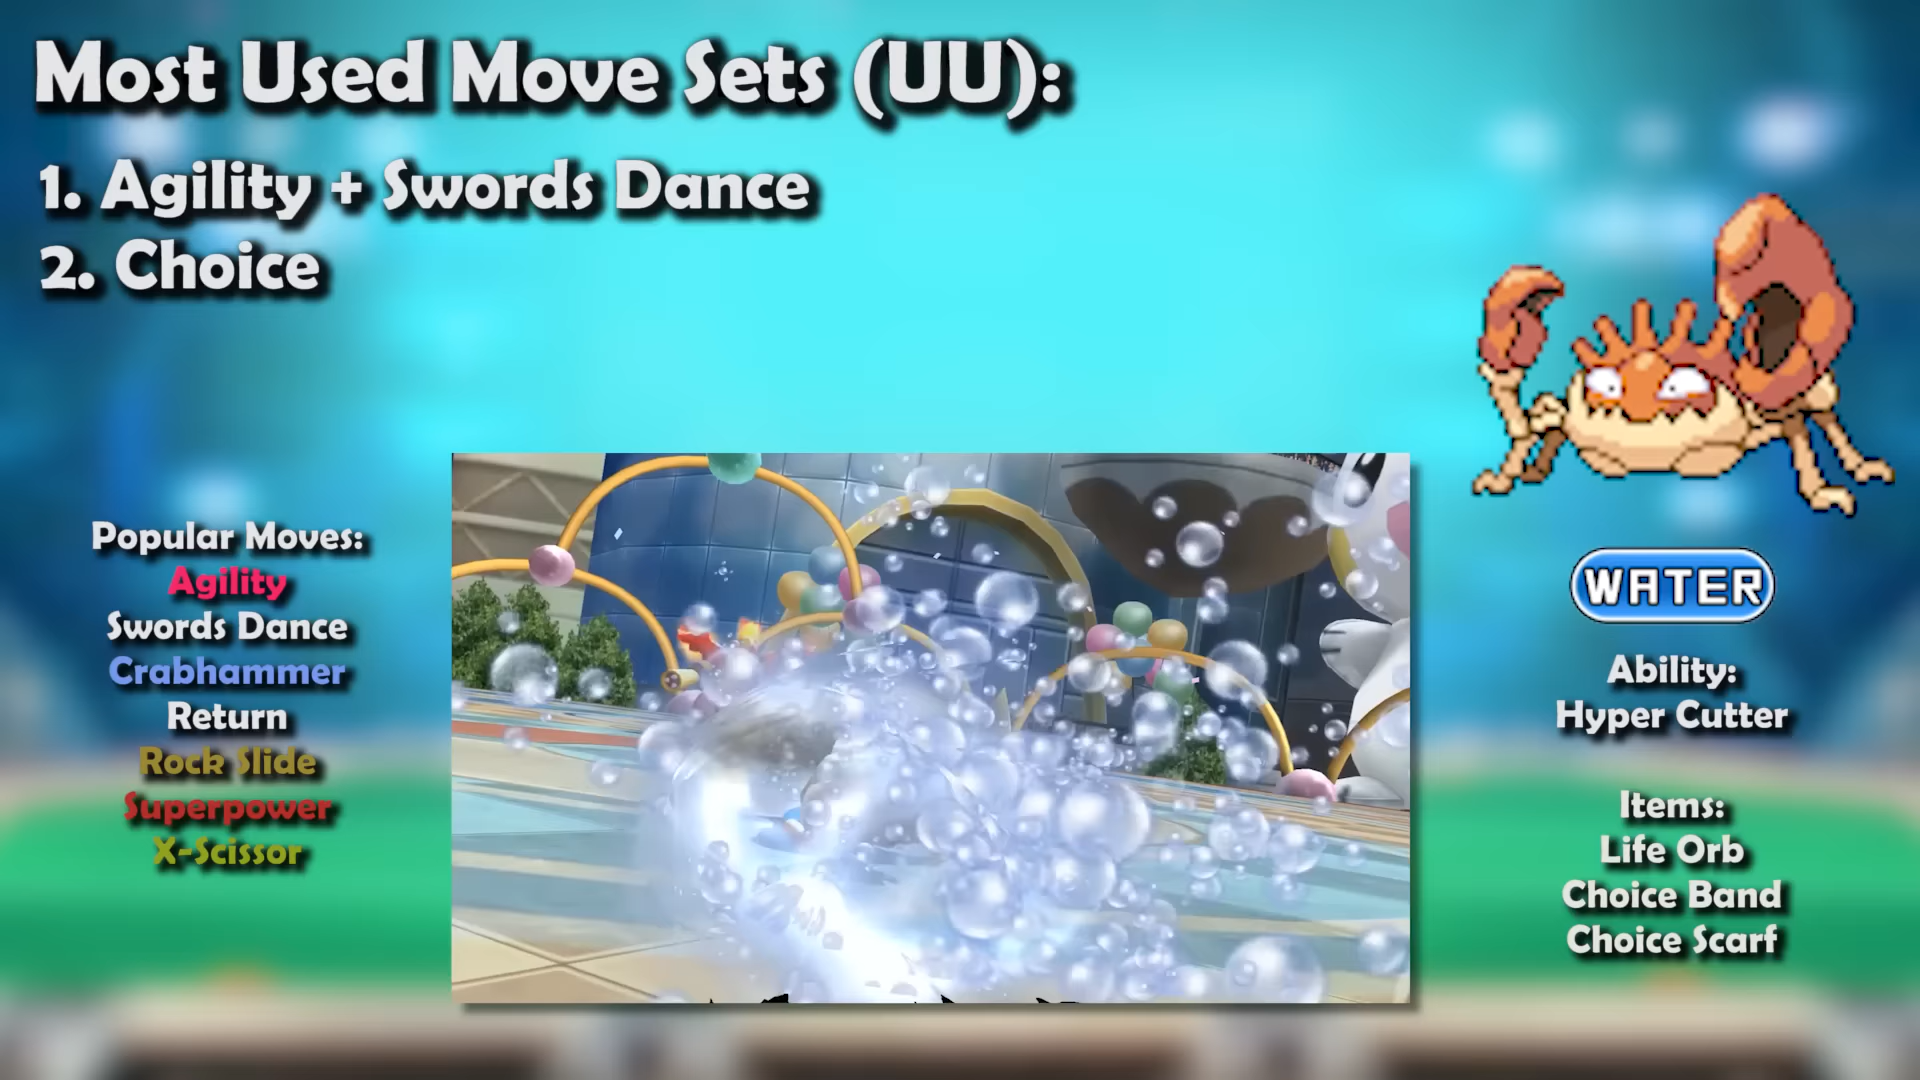 Most Used Move Sets (UU):
1. Agility + Swords Dance
2. Choice
Popular Moves:
Agility
Swords Dance
Crabhammer
Return
Rock Slide
Superpower
X-Scissor
WATER
Ability:
Hyper Cutter
Items:
Life Orb
Choice Band
Choice Scarf